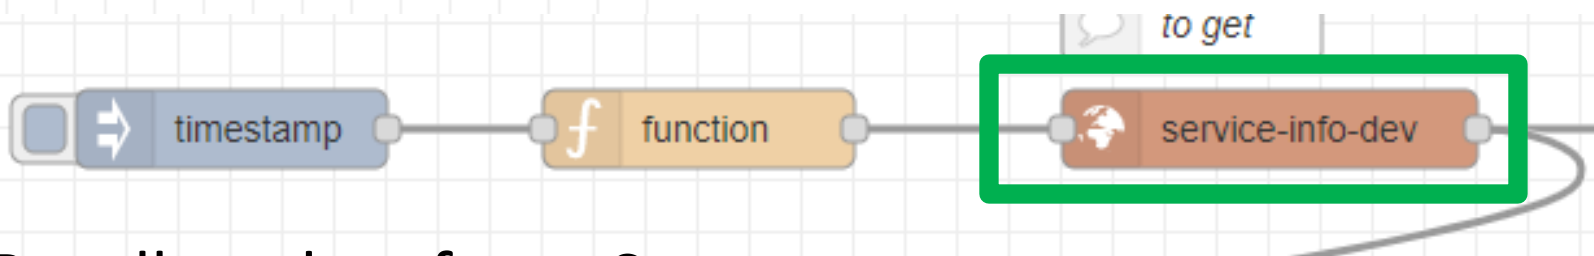 to get
timestamp
function
service-info-dev